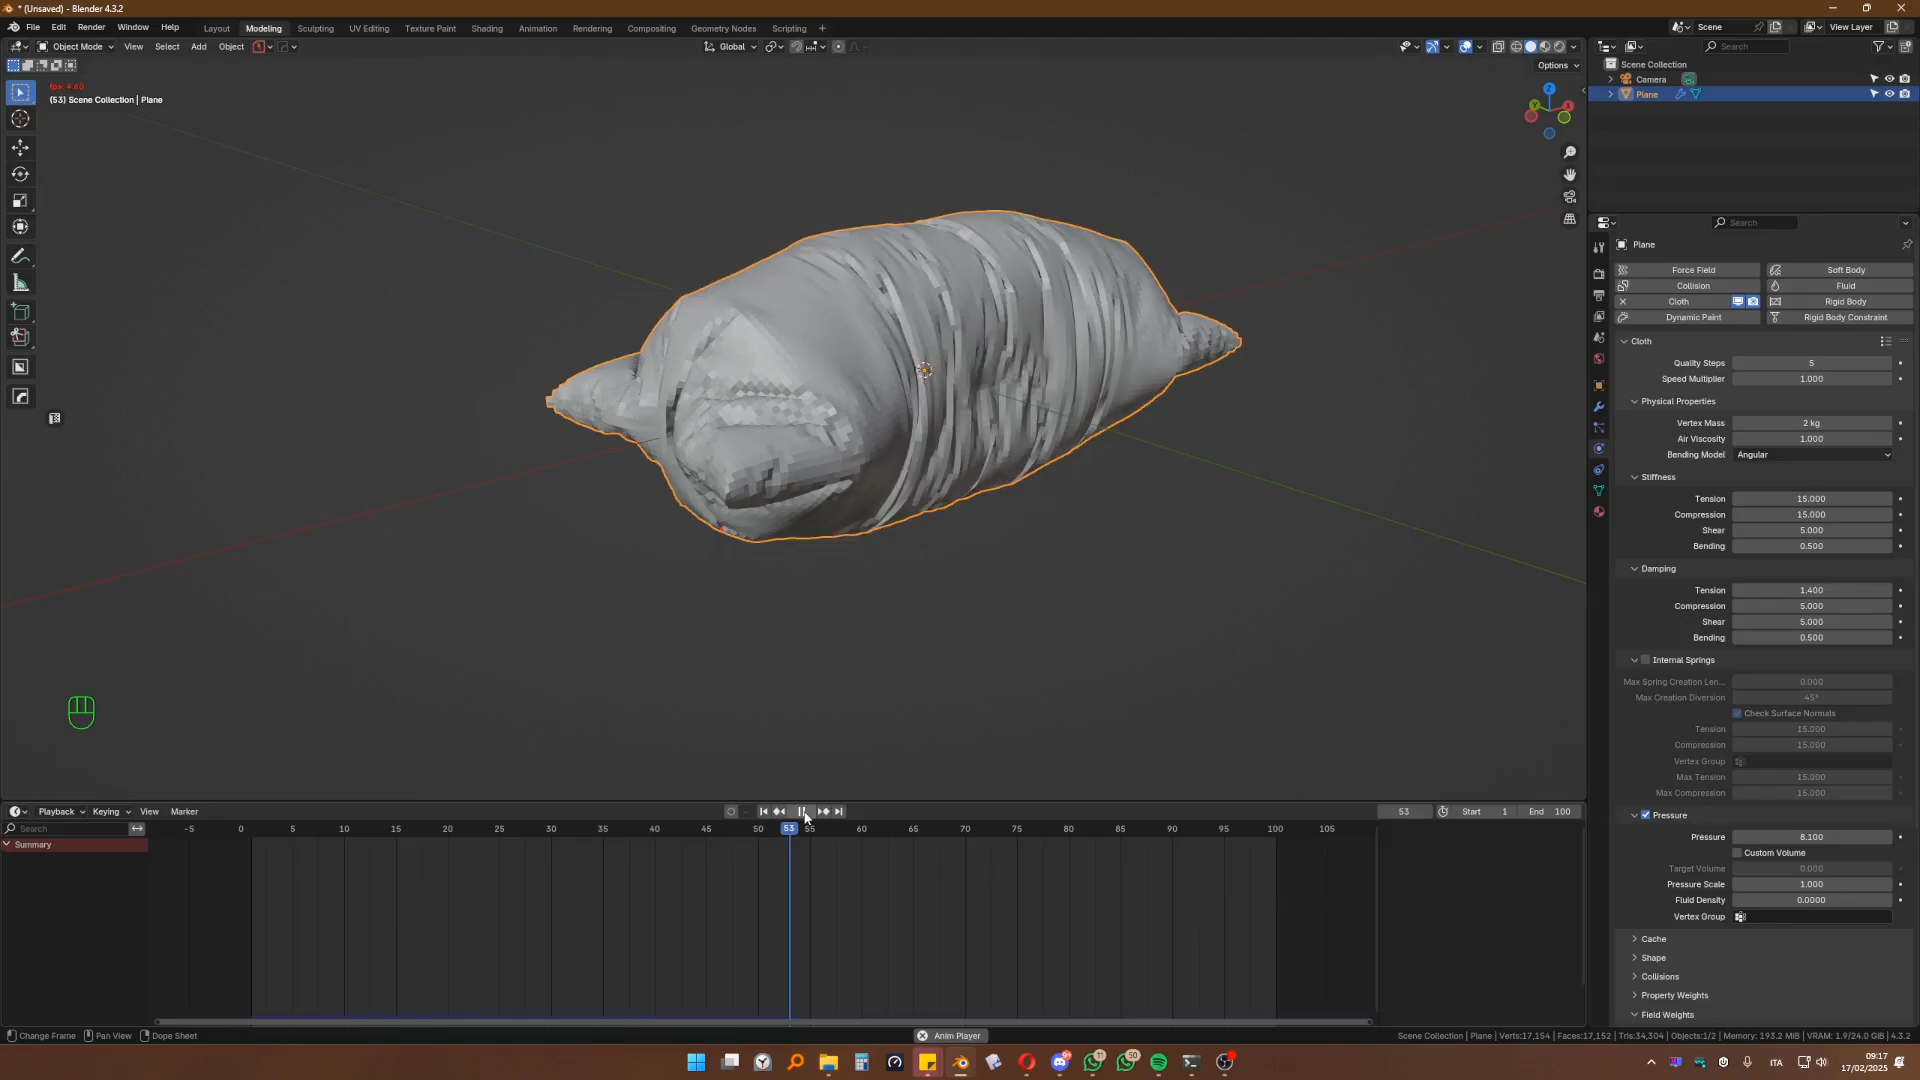 * (Unsaved) - Blender 4.3.2
File Edit Render Window Help Layout Modeling Sculpting UV Editing Texture Paint Shading Animation Rendering Compositing Geometry Nodes Scripting + Scene View Layer
Object Mode View Select Add Object Global Search
Options
fps: 4.60
(53) Scene Collection | Plane
Z
Y
X
Scene Collection
Camera
Plane
Search
Plane
Force Field Soft Body
Collision Fluid
Cloth Rigid Body
Dynamic Paint Rigid Body Constraint
Cloth
Quality Steps 5
Speed Multiplier 1.000
Physical Properties
Vertex Mass 2 kg
Air Viscosity 1.000
Bending Model Angular
Stiffness
Tension 15.000
Compression 15.000
Shear 5.000
Bending 0.500
Damping
Tension 1.400
Compression 5.000
Shear 5.000
Bending 0.500
Internal Springs
Max Spring Creation Len... 0.000
Max Creation Diversion 45°
Check Surface Normals
Tension 15.000
Compression 15.000
Vertex Group
Max Tension 15.000
Max Compression 15.000
Pressure
Pressure 8.100
Custom Volume
Target Volume 0.000
Pressure Scale 1.000
Fluid Density 0.0000
Vertex Group
Cache
Shape
Collisions
Property Weights
Field Weights
Playback Keying View Marker 53 Start 1 End 100
Search -5 0 5 10 15 20 25 30 35 40 45 50 53 55 60 65 70 75 80 85 90 95 100 105
Summary
Change Frame Pan View Dope Sheet Anim Player Scene Collection | Plane | Verts:17,154 | Faces:17,152 | Tris:34,304 | Objects:1/2 | Memory: 193.2 MiB | VRAM: 1.9/24.0 GiB | 4.3.2
11 50 ITA 09:17
17/02/2025